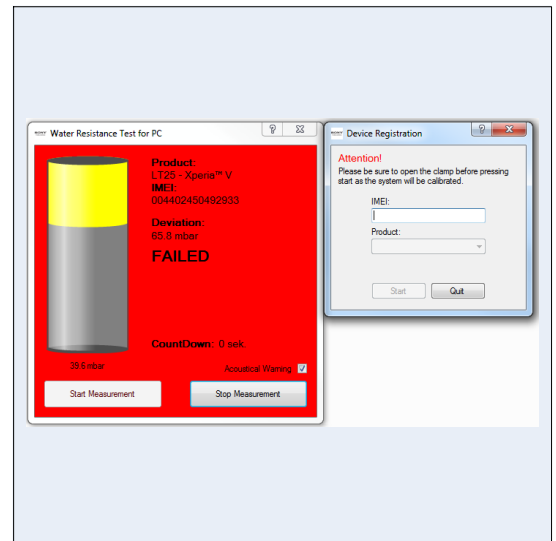 Water Resistance Test for PC
Product:
LT25 - Xperia™ V
IMEI:
004402450492933
Deviation:
65.8 mbar
FAILED
CountDown: 0 sek.
39.6 mbar
Acoustical Warning
Start Measurement
Stop Measurement
Device Registration
Attention!
Please be sure to open the clamp before pressing
start as the system will be calibrated.
IMEI:
Product:
Start
Quit